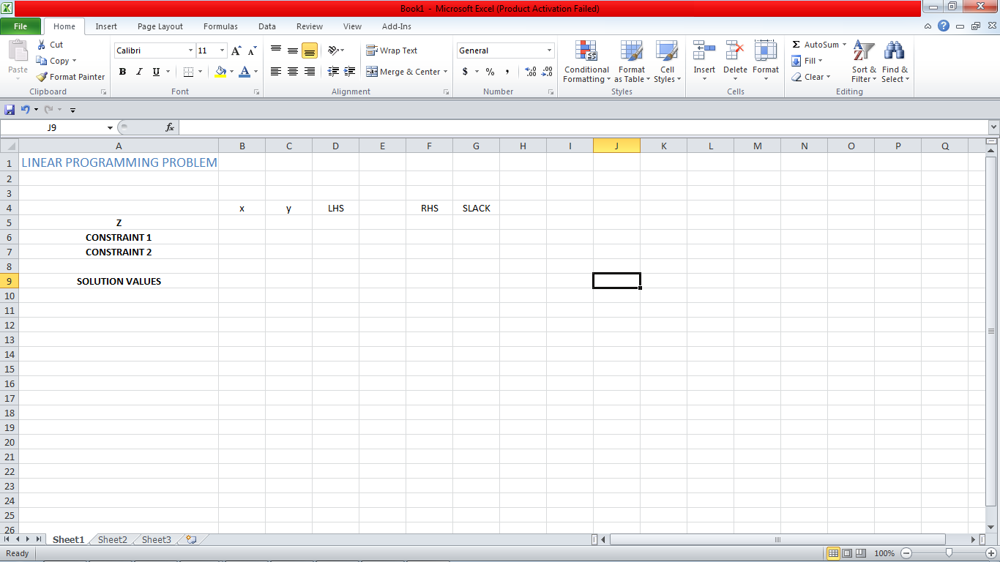 Book1 - Microsoft Excel (Product Activation Failed)
File Home Insert Page Layout Formulas Data Review View Add-Ins
Paste
Cut
Copy
Format Painter
Clipboard
Calibri 11
B I U A
Font
Wrap Text
Merge & Center
Alignment
General
$ % ,
Number
Conditional Formatting
Format as Table
Cell Styles
Styles
Insert Delete Format
Cells
Σ AutoSum
Fill
Clear
Sort & Filter
Find & Select
Editing
J9 fx
A B C D E F G H I J K L M N O P Q
1 LINEAR PROGRAMMING PROBLEM
2
3
4 x y LHS RHS SLACK
5 Z
6 CONSTRAINT 1
7 CONSTRAINT 2
8
9 SOLUTION VALUES
10
11
12
13
14
15
16
17
18
19
20
21
22
23
24
25
26
Sheet1 Sheet2 Sheet3
Ready 100%